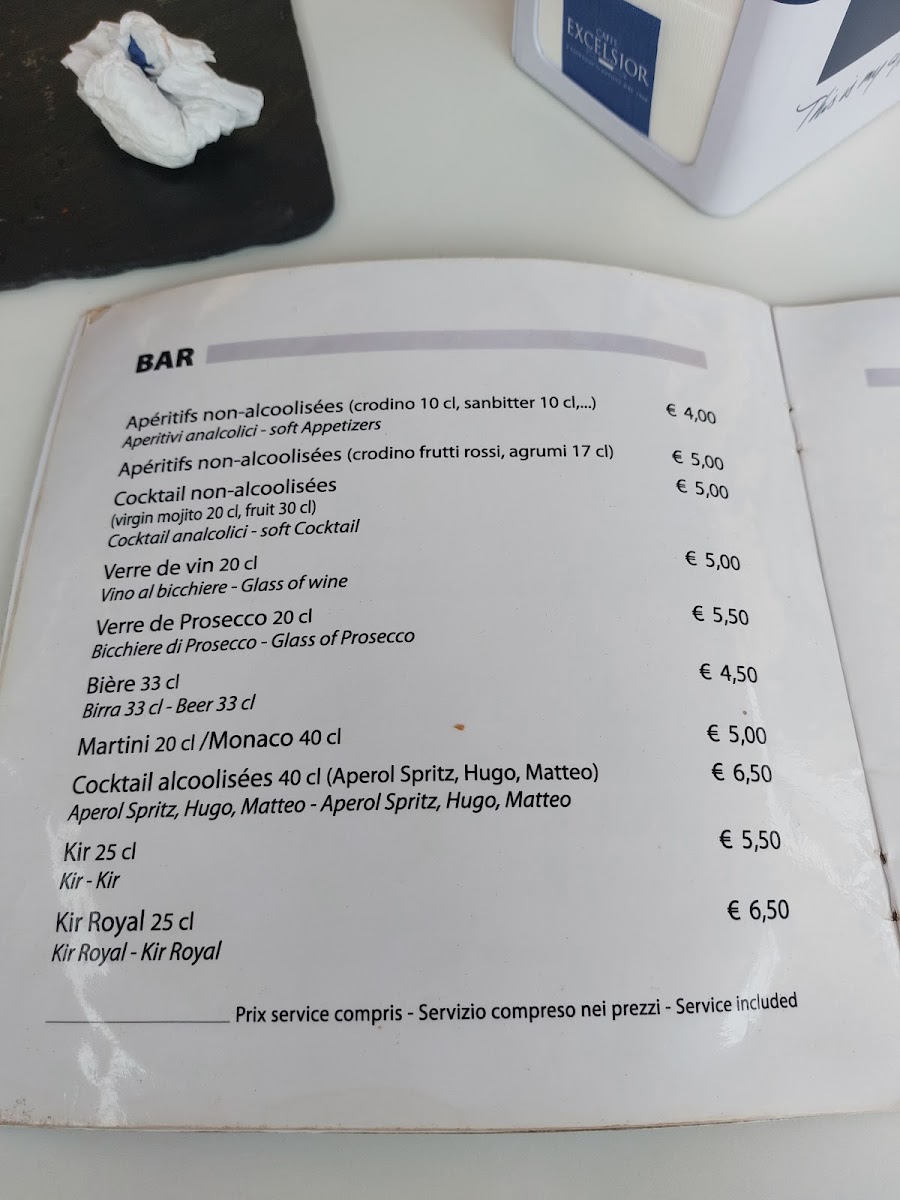 CAFFÈ
EXCELSIOR
This is my
BAR
Apéritifs non-alcoolisées (crodino 10 cl, sanbitter 10 cl,...) € 4,00
Aperitivi analcolici - soft Appetizers
Apéritifs non-alcoolisées (crodino frutti rossi, agrumi 17 cl) € 5,00
Cocktail non-alcoolisées € 5,00
(virgin mojito 20 cl, fruit 30 cl)
Cocktail analcolici - soft Cocktail
Verre de vin 20 cl € 5,00
Vino al bicchiere - Glass of wine
Verre de Prosecco 20 cl € 5,50
Bicchiere di Prosecco - Glass of Prosecco
Bière 33 cl € 4,50
Birra 33 cl - Beer 33 cl
Martini 20 cl /Monaco 40 cl € 5,00
Cocktail alcoolisées 40 cl (Aperol Spritz, Hugo, Matteo) € 6,50
Aperol Spritz, Hugo, Matteo - Aperol Spritz, Hugo, Matteo
Kir 25 cl € 5,50
Kir - Kir
Kir Royal 25 cl € 6,50
Kir Royal - Kir Royal
Prix service compris - Servizio compreso nei prezzi - Service included